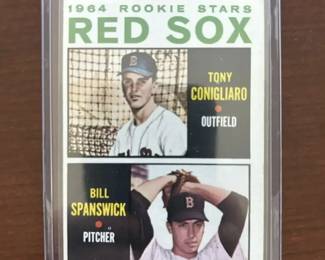 1964 ROOKIE STARS
RED SOX
TONY
CONIGLIARO
OUTFIELD
BILL
SPANSWICK
PITCHER
B
B